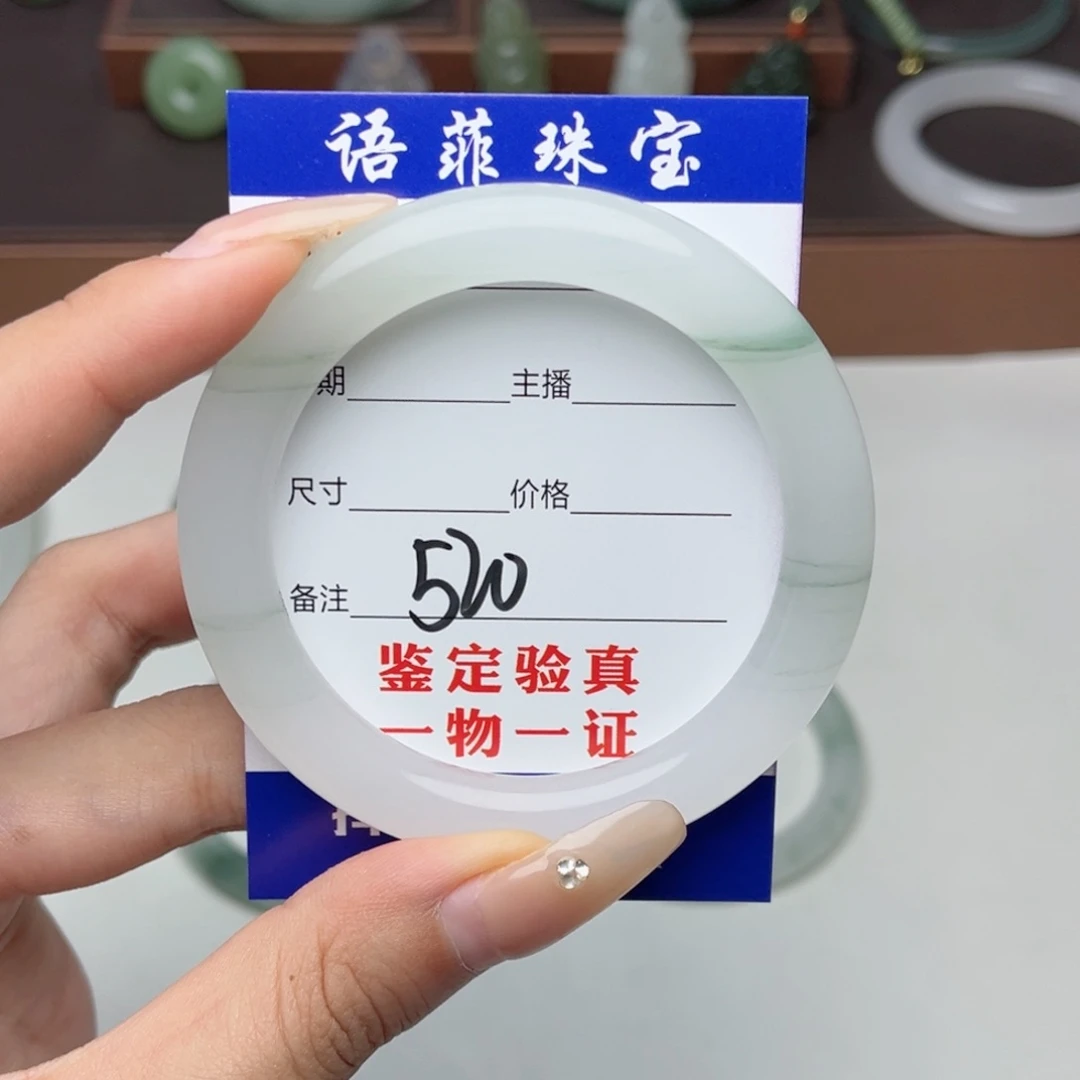 语菲珠宝
期 主播
尺寸 价格
备注 520
鉴定验真
一物一证